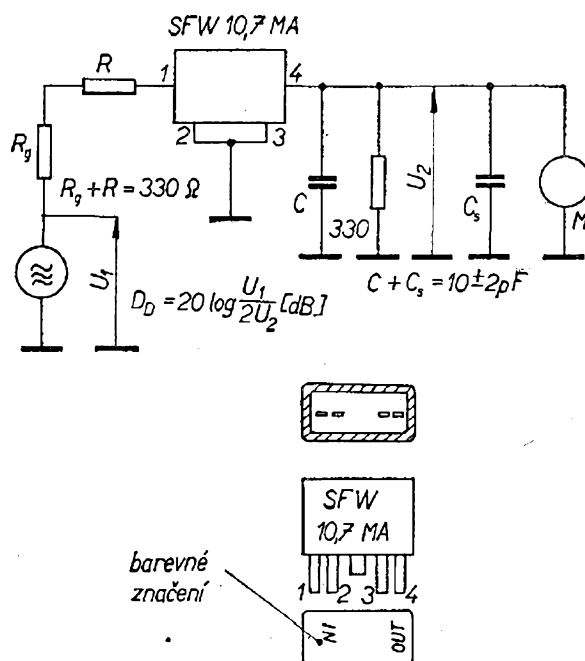 SFW 10,7 MA
R
1
4
2
3
R_g
R_g + R = 330 Ω
U_1
D_D = 20 log U_1/2U_2 [dB]
C
330
U_2
C_s
M
C + C_s = 10 ± 2p F
SFW
10,7 MA
1 2 3 4
barevné
značení
IN
OUT